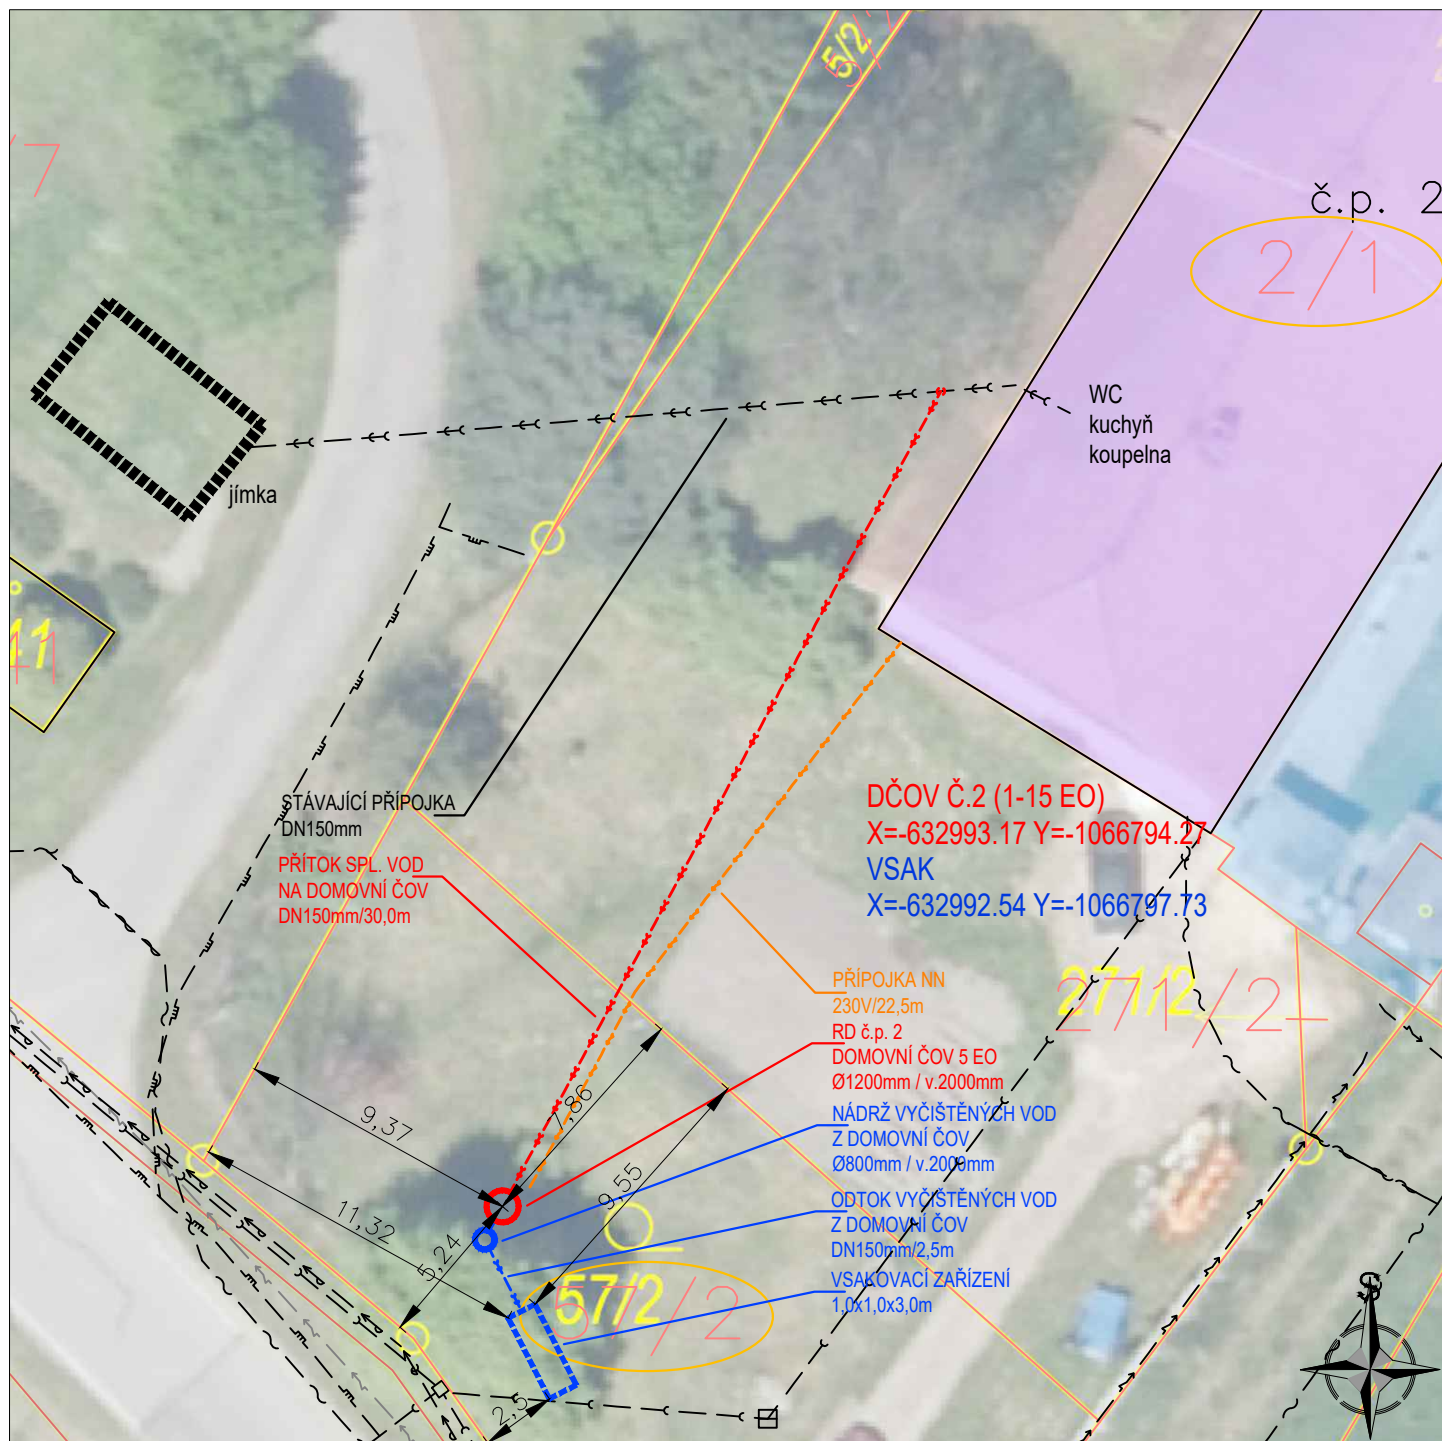 5/2
č.p. 2
2/1
WC
kuchyň
koupelna
jímka
41
STÁVAJÍCÍ PŘÍPOJKA
DN150mm
PŘÍTOK SPL. VOD
NA DOMOVNÍ ČOV
DN150mm/30,0m
DČOV Č.2 (1-15 EO)
X=-632993.17 Y=-1066794.27
VSAK
X=-632992.54 Y=-1066797.73
271/2
271/2
PŘÍPOJKA NN
230V/22,5m
RD č.p. 2
DOMOVNÍ ČOV 5 EO
Ø1200mm / v.2000mm
NÁDRŽ VYČIŠTĚNÝCH VOD
Z DOMOVNÍ ČOV
Ø800mm / v.2000mm
ODTOK VYČIŠTĚNÝCH VOD
Z DOMOVNÍ ČOV
DN150mm/2,5m
VSAKOVACÍ ZAŘÍZENÍ
1,0x1,0x3,0m
9,37
7,86
11,32
9,55
5,24
57/2
57/2
2,5
S